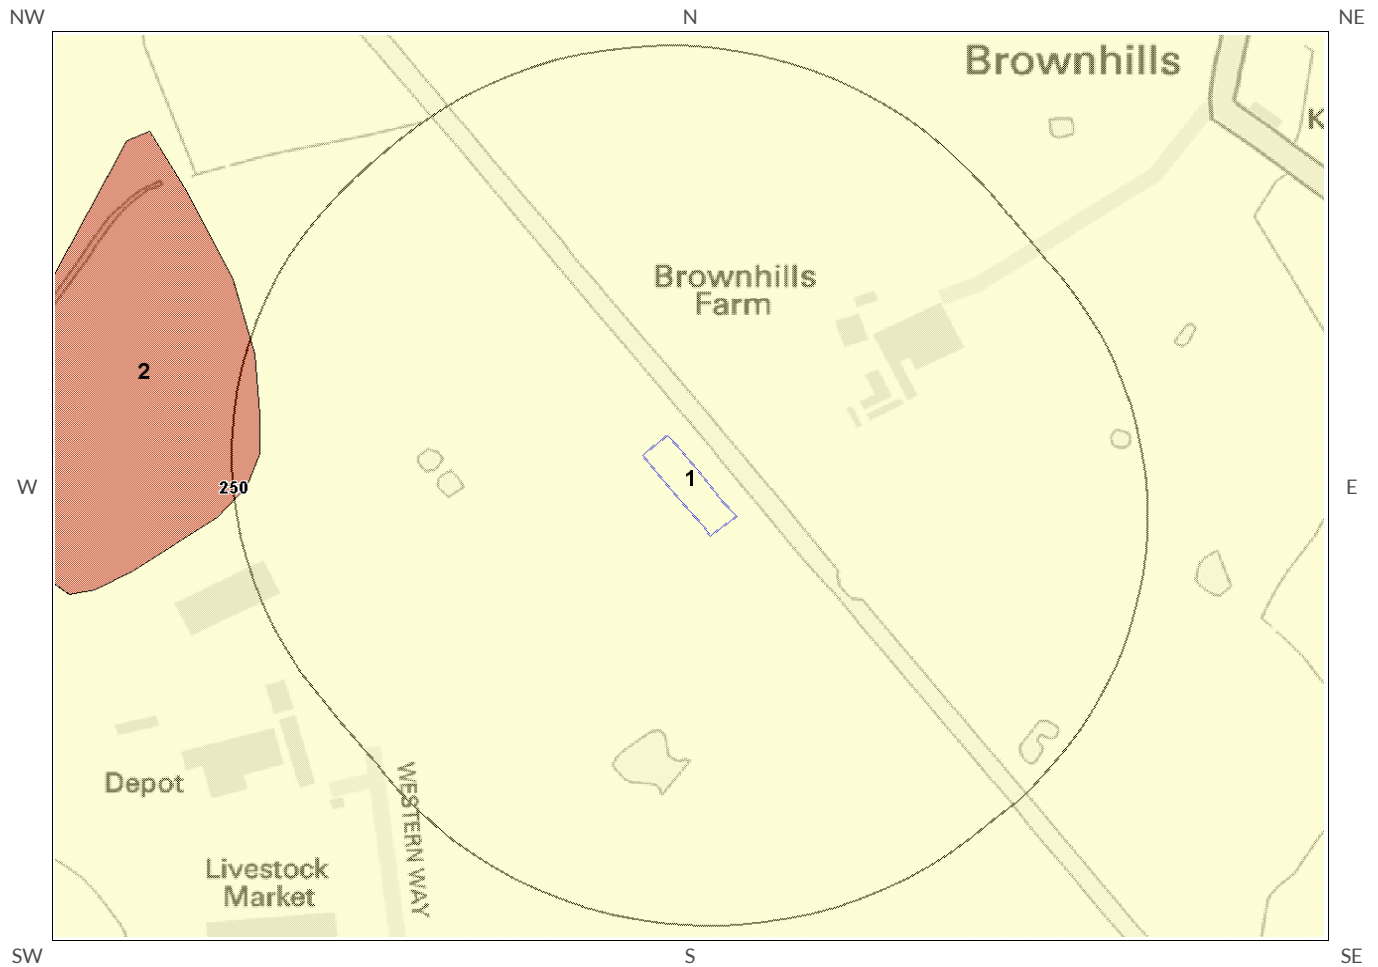 NW
N
NE
Brownhills
K
Brownhills
Farm
2
1
W
250
E
Depot
WESTERN WAY
Livestock
Market
SW
S
SE